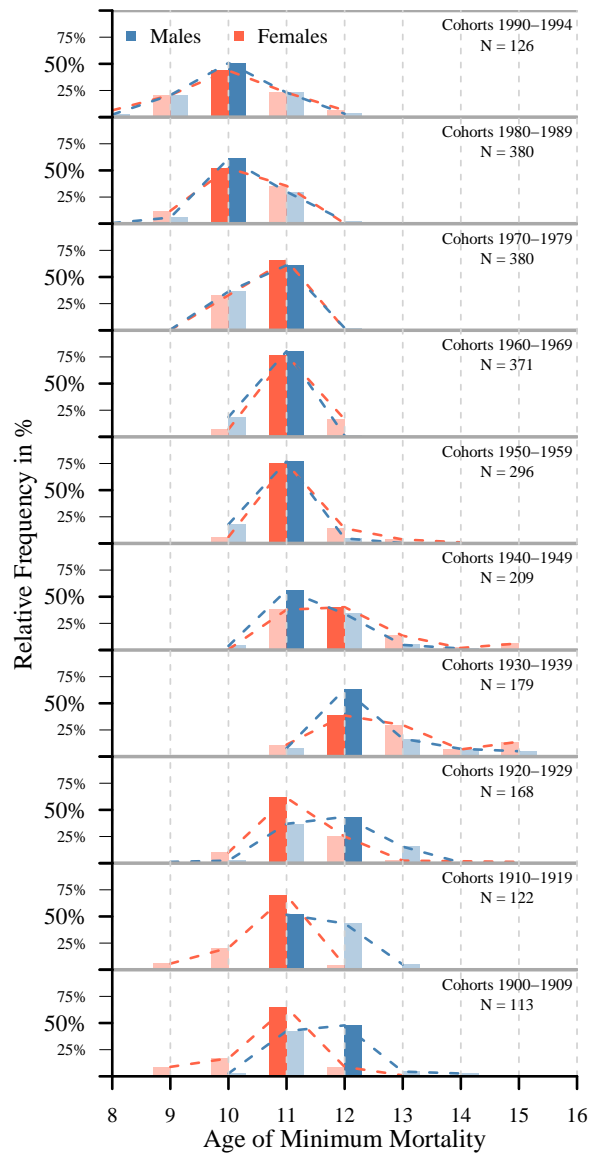 Males Females
Cohorts 1990–1994
N = 126
75%
50%
25%
Cohorts 1980–1989
N = 380
75%
50%
25%
Cohorts 1970–1979
N = 380
75%
50%
25%
Cohorts 1960–1969
N = 371
75%
50%
25%
Cohorts 1950–1959
N = 296
75%
50%
25%
Cohorts 1940–1949
N = 209
75%
50%
25%
Cohorts 1930–1939
N = 179
75%
50%
25%
Cohorts 1920–1929
N = 168
75%
50%
25%
Cohorts 1910–1919
N = 122
75%
50%
25%
Cohorts 1900–1909
N = 113
75%
50%
25%
Relative Frequency in %
8 9 10 11 12 13 14 15 16
Age of Minimum Mortality